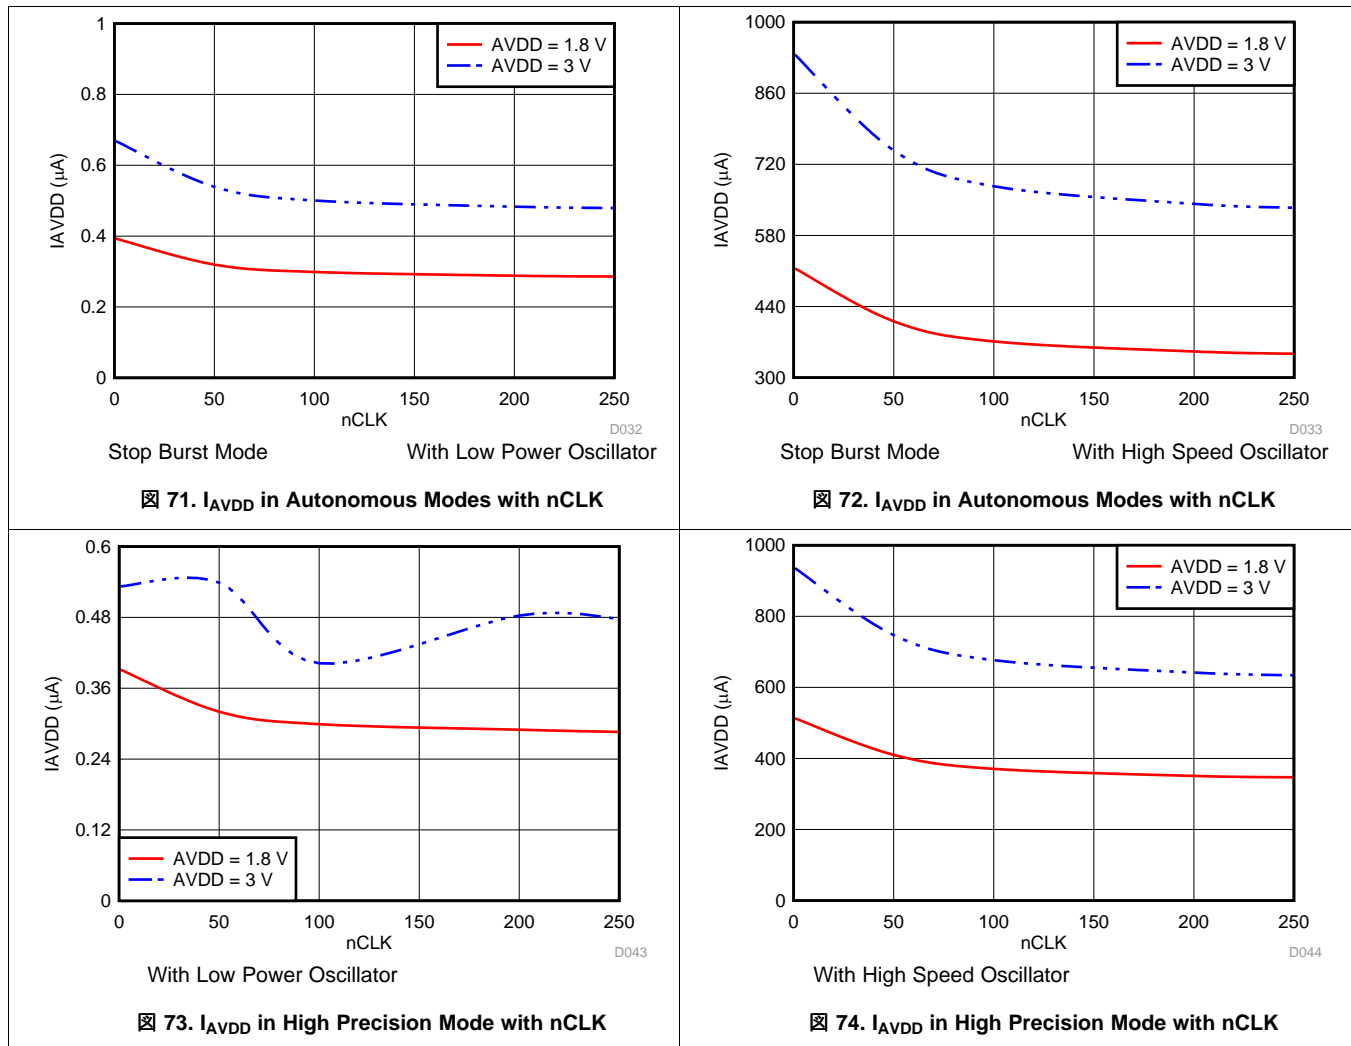 1
0.8
0.6
0.4
0.2
0
IAVDD (μA)
0 50 100 150 200 250
nCLK
AVDD = 1.8 V
AVDD = 3 V
D032
Stop Burst Mode With Low Power Oscillator
図 71. IAVDD in Autonomous Modes with nCLK
1000
860
720
580
440
300
IAVDD (μA)
0 50 100 150 200 250
nCLK
AVDD = 1.8 V
AVDD = 3 V
D033
Stop Burst Mode With High Speed Oscillator
図 72. IAVDD in Autonomous Modes with nCLK
0.6
0.48
0.36
0.24
0.12
0
IAVDD (μA)
0 50 100 150 200 250
nCLK
AVDD = 1.8 V
AVDD = 3 V
D043
With Low Power Oscillator
図 73. IAVDD in High Precision Mode with nCLK
1000
800
600
400
200
0
IAVDD (μA)
0 50 100 150 200 250
nCLK
AVDD = 1.8 V
AVDD = 3 V
D044
With High Speed Oscillator
図 74. IAVDD in High Precision Mode with nCLK